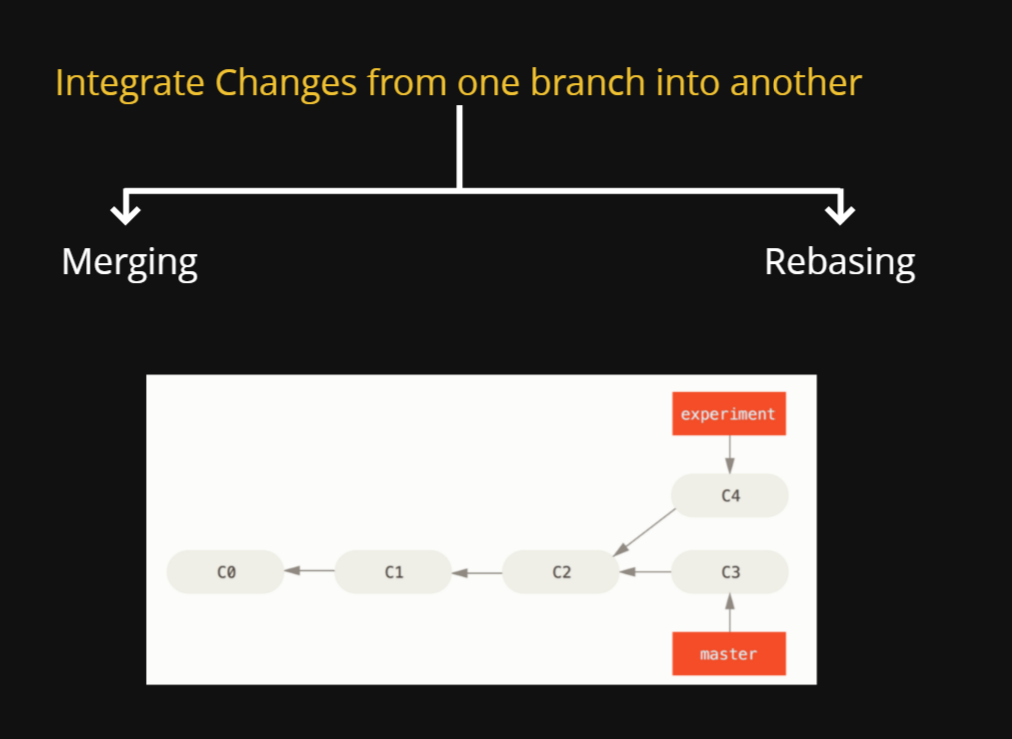 Integrate Changes from one branch into another
Merging
Rebasing
experiment
C4
C0
C1
C2
C3
master